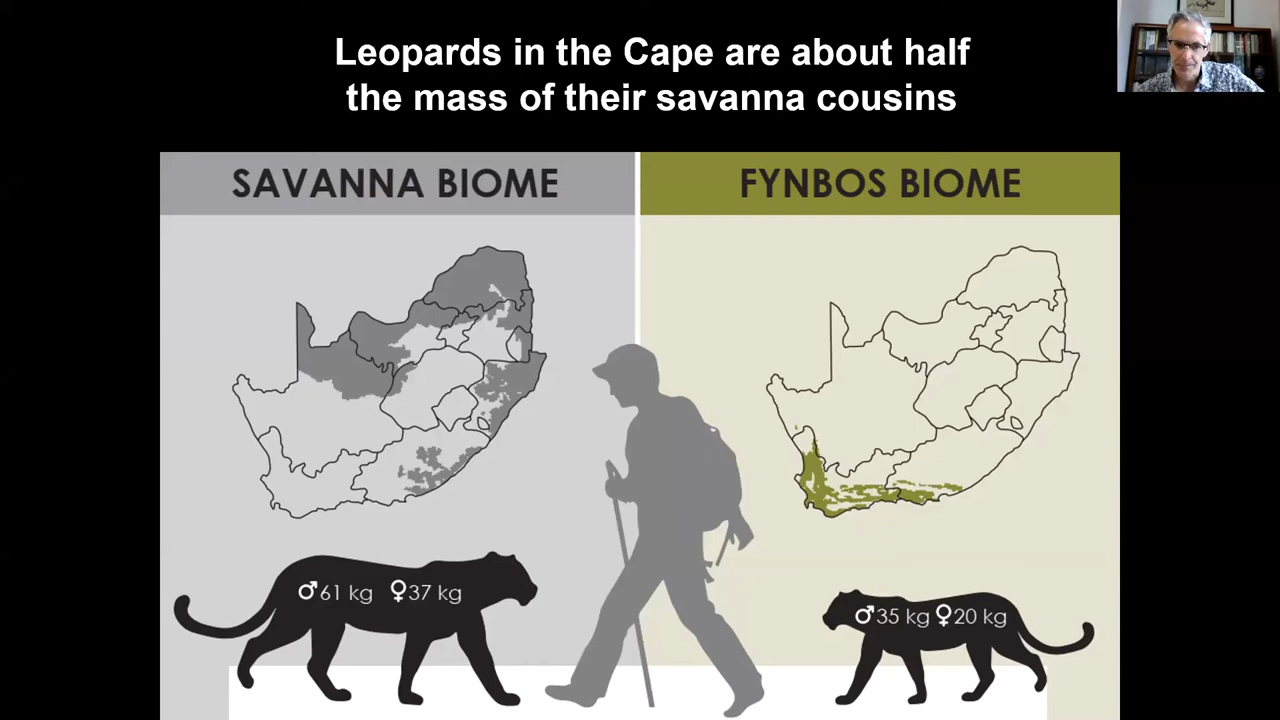 Leopards in the Cape are about half
the mass of their savanna cousins
SAVANNA BIOME
FYNBOS BIOME
♂61 kg ♀37 kg
♂35 kg ♀20 kg